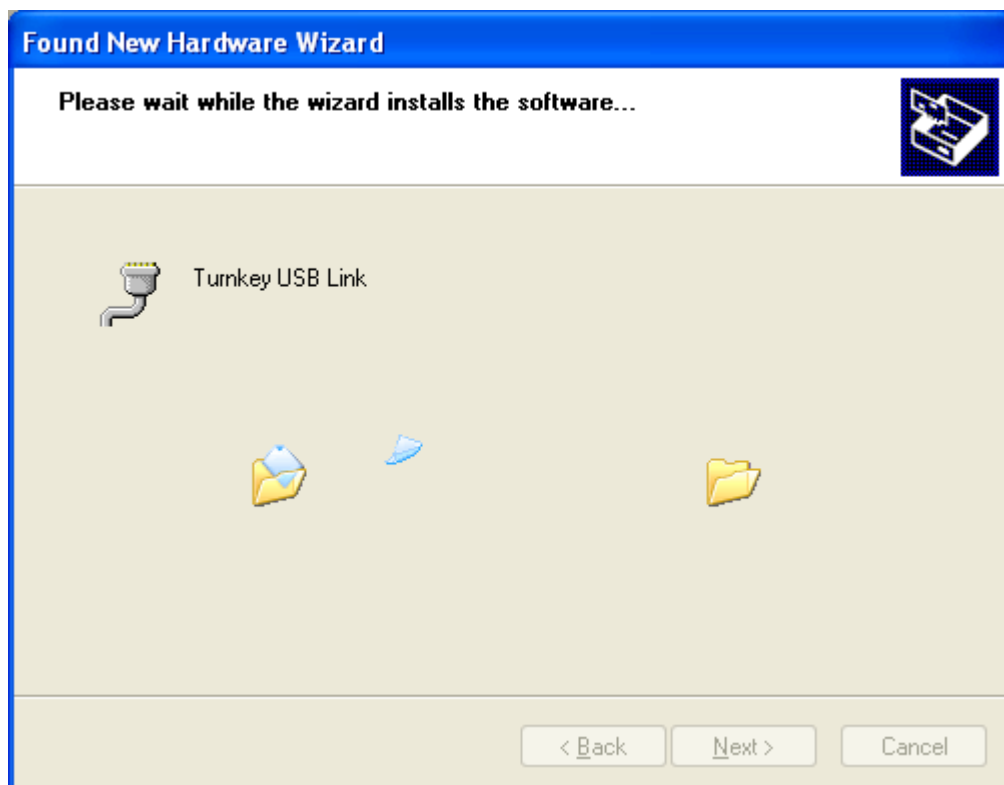 Found New Hardware Wizard
Please wait while the wizard installs the software...
Turnkey USB Link
< Back
Next >
Cancel